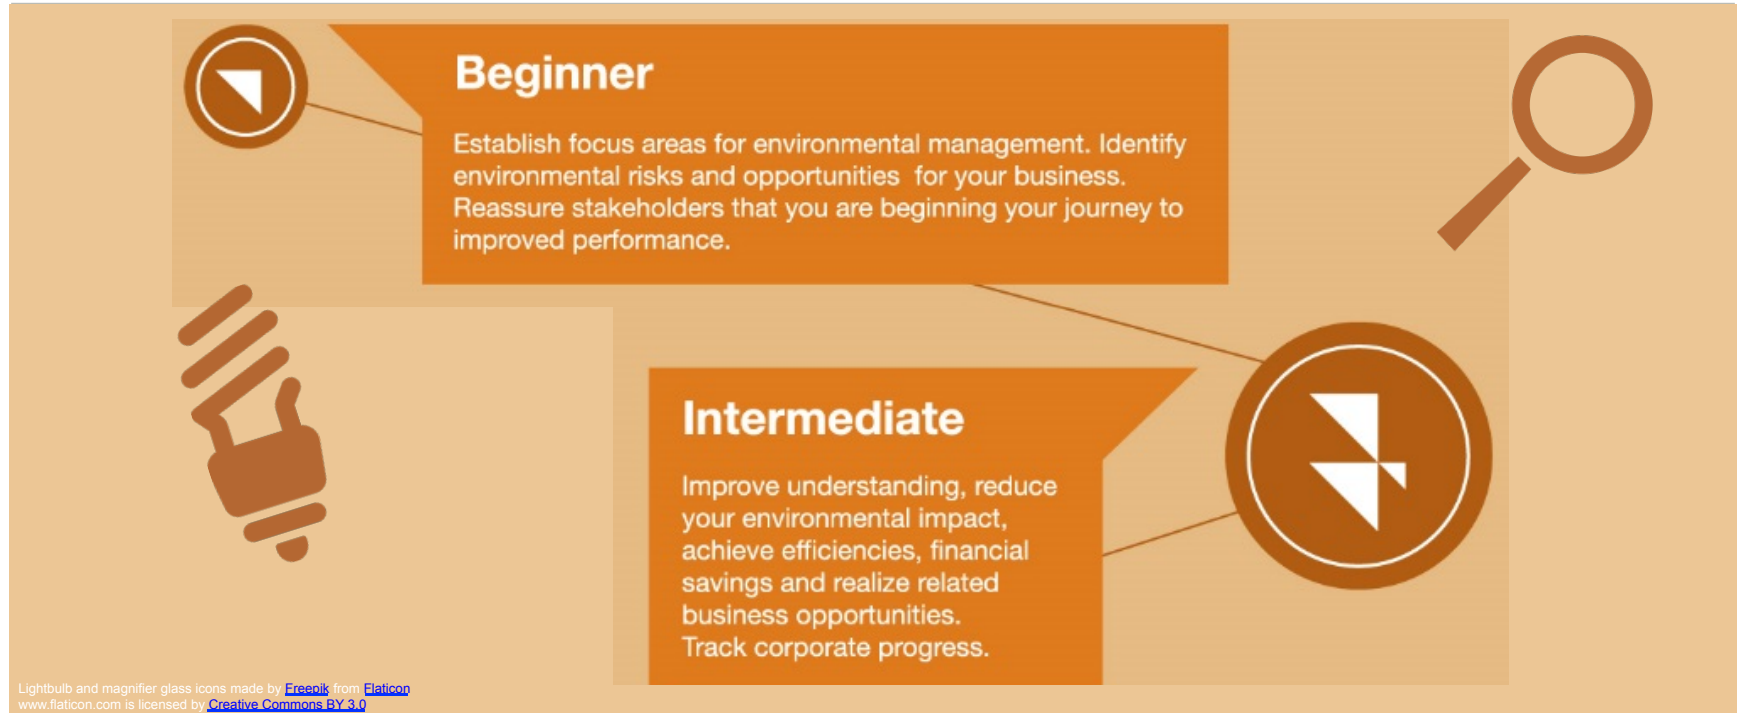 Beginner
Establish focus areas for environmental management. Identify
environmental risks and opportunities  for your business.
Reassure stakeholders that you are beginning your journey to
improved performance.
Intermediate
Improve understanding, reduce
your environmental impact,
achieve efficiencies, financial
savings and realize related
business opportunities.
Track corporate progress.
Lightbulb and magnifier glass icons made by Freepik from Flaticon
www.flaticon.com is licensed by Creative Commons BY 3.0